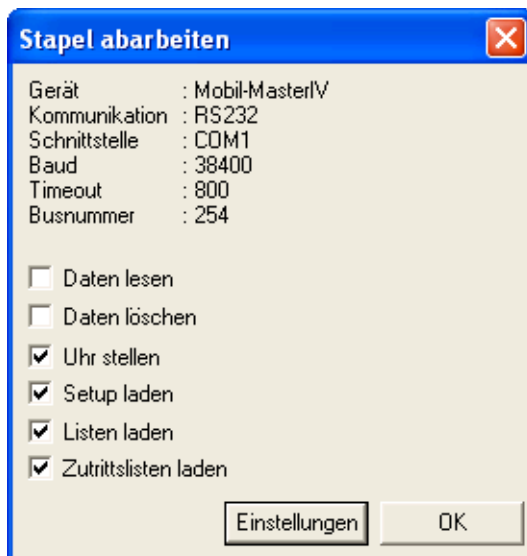 Stapel abarbeiten
Gerät : Mobil-MasterIV
Kommunikation : RS232
Schnittstelle : COM1
Baud : 38400
Timeout : 800
Busnummer : 254
Daten lesen
Daten löschen
Uhr stellen
Setup laden
Listen laden
Zutrittslisten laden
Einstellungen OK